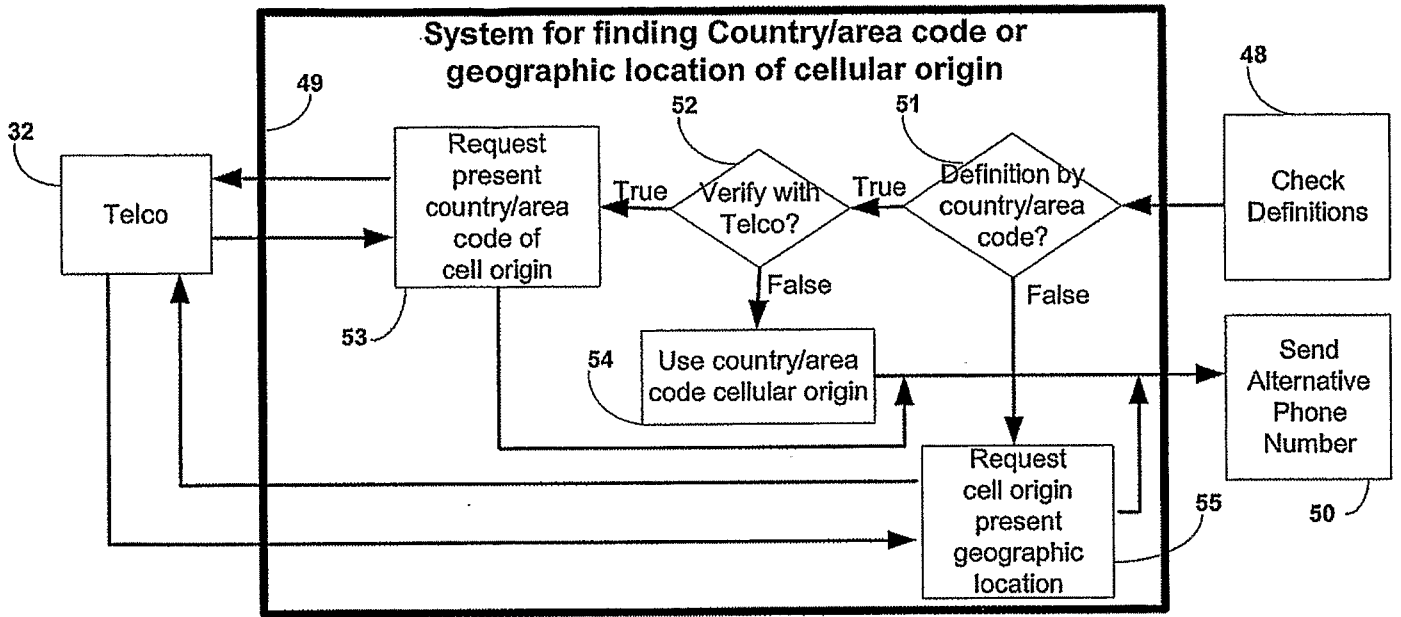 System for finding Country/area code or
geographic location of cellular origin
49
52
51
48
32
Telco
Request
present
country/area
code of
cell origin
True
Verify with
Telco?
True
Definition by
country/area
code?
Check
Definitions
False
False
53
54
Use country/area
code cellular origin
Send
Alternative
Phone
Number
Request
cell origin
present
geographic
location
55
50